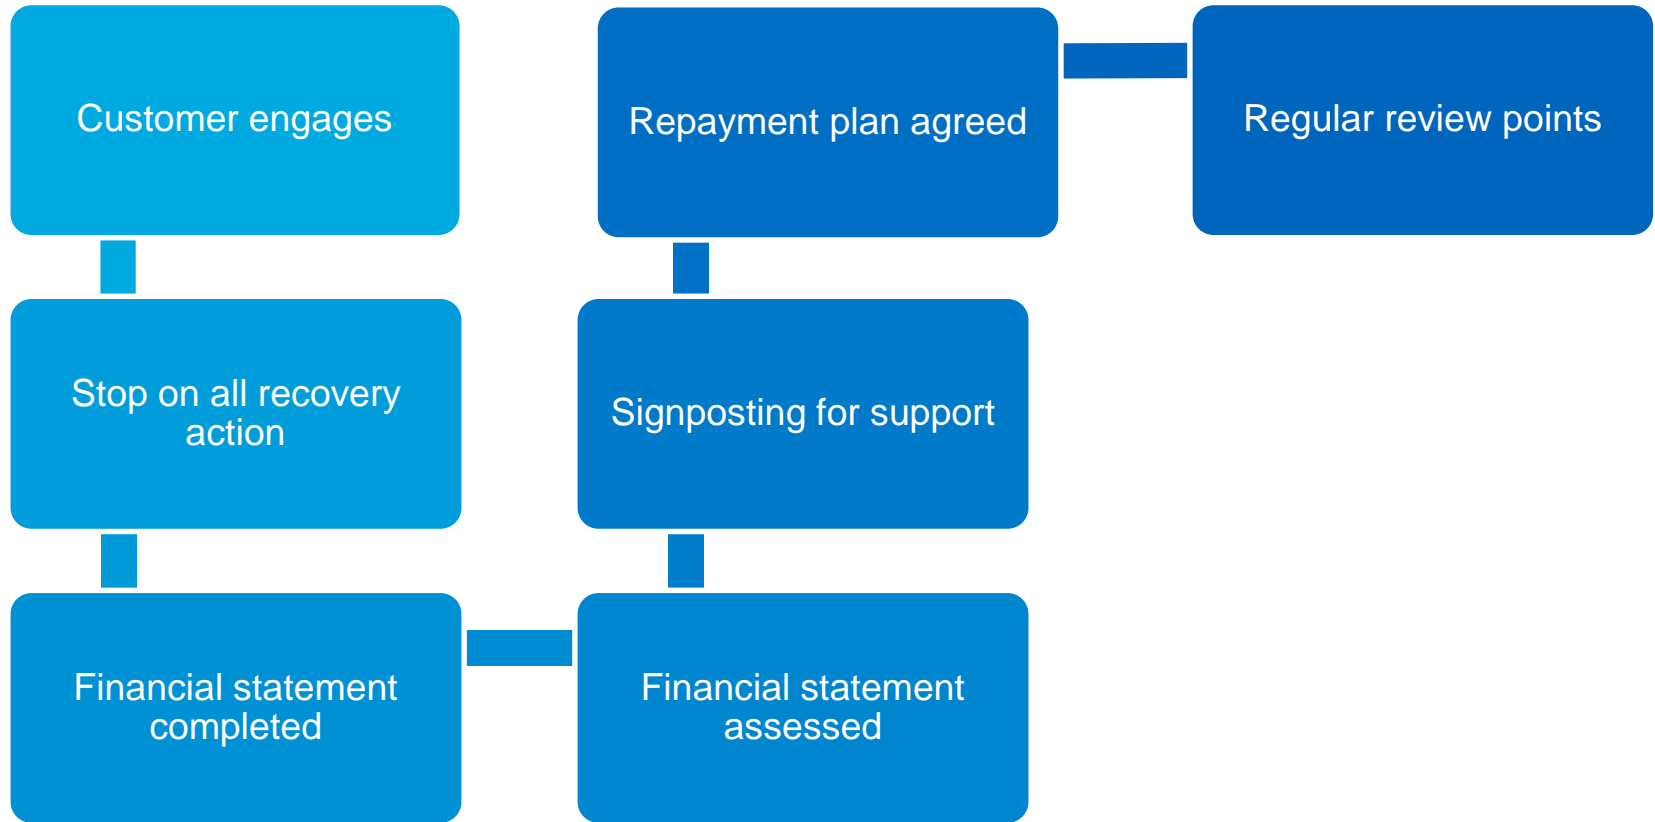 Customer engages
Stop on all recovery
action
Financial statement
completed
Financial statement
assessed
Signposting for support
Repayment plan agreed
Regular review points